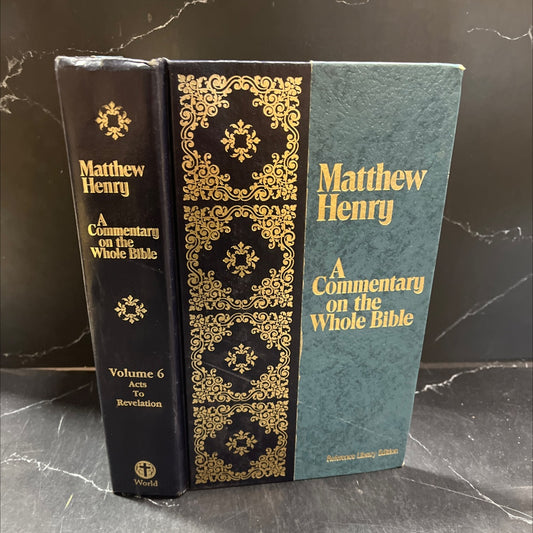 Matthew
Henry
A
Commentary
on the
Whole Bible
Volume 6
Acts
To
Revelation
World
Matthew
Henry
A
Commentary
on the
Whole Bible
Reference Library Edition